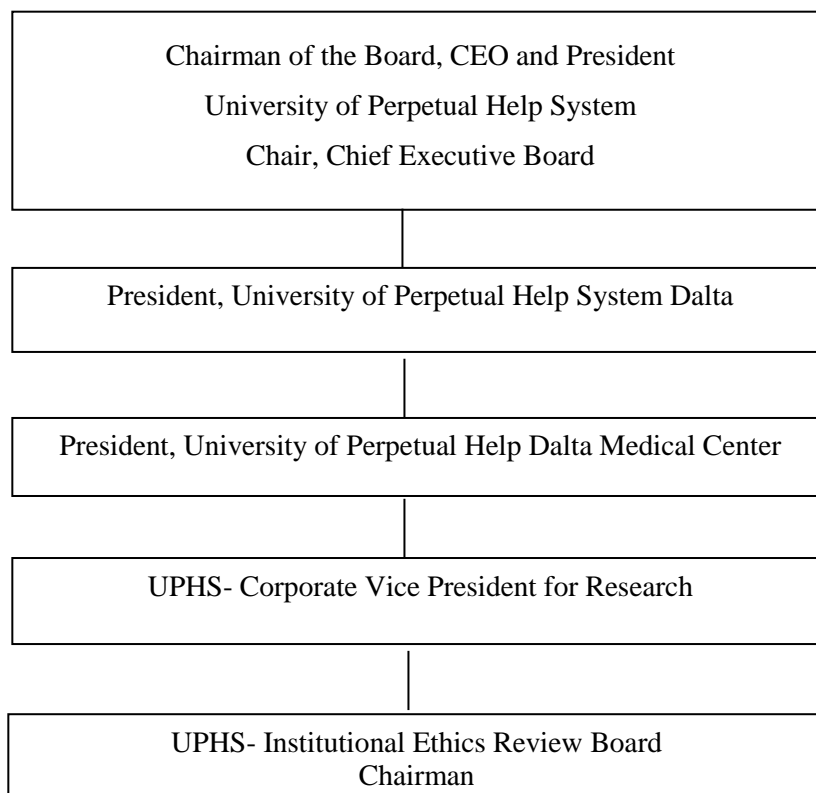 Chairman of the Board, CEO and President
University of Perpetual Help System
Chair, Chief Executive Board
President, University of Perpetual Help System Dalta
President, University of Perpetual Help Dalta Medical Center
UPHS- Corporate Vice President for Research
UPHS- Institutional Ethics Review Board
Chairman